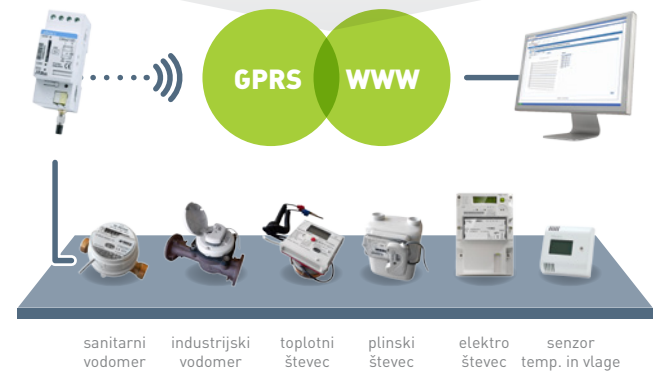 GPRS
WWW
sanitarni
vodomer
industrijski
vodomer
toplotni
števec
plinski
števec
elektro
števec
senzor
temp. in vlage